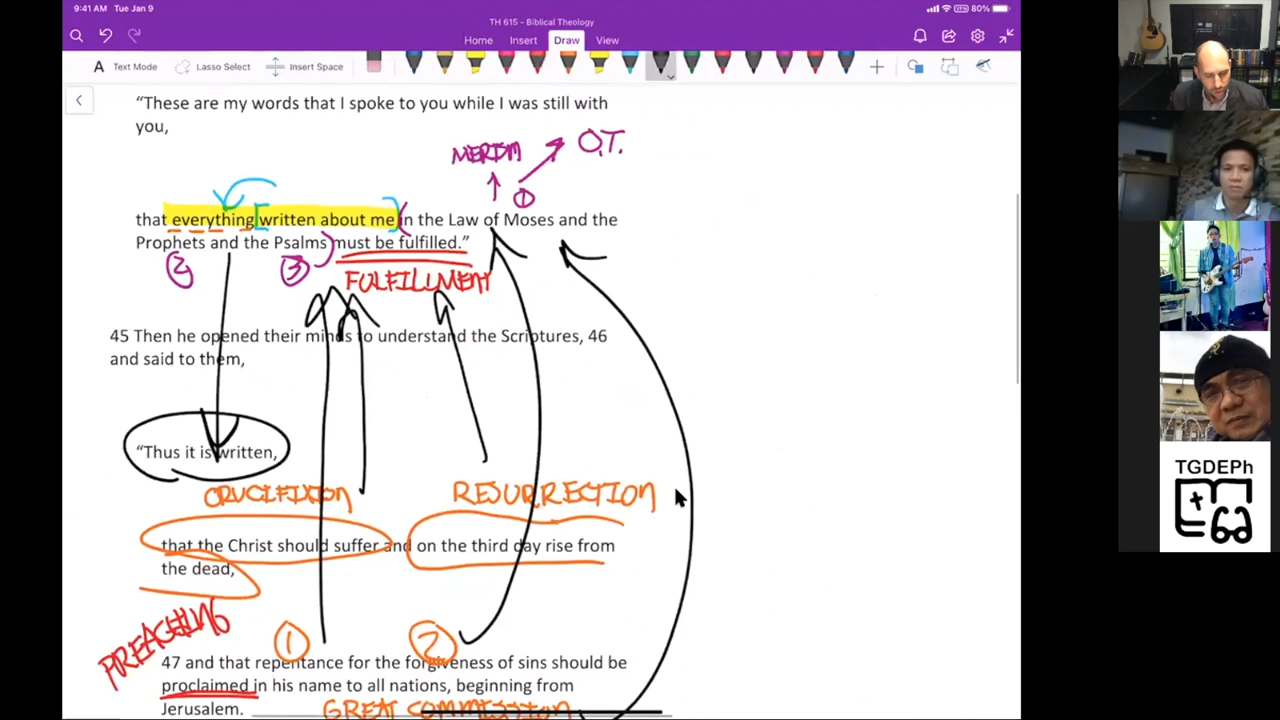 9:41 AM Tue Jan 9
80%
TH 615 - Biblical Theology
Home Insert Draw View
A Text Mode Lasso Select Insert Space
“These are my words that I spoke to you while I was still with
you,
MERISM
O.T.
1
that everything [written about me] (in the Law of Moses and the
Prophets and the Psalms) must be fulfilled.”
2 3
FULFILLMENT
45 Then he opened their minds to understand the Scriptures, 46
and said to them,
“Thus it is written,
CRUCIFIXION RESURRECTION
that the Christ should suffer and on the third day rise from
the dead,
PREACHING
1 2
47 and that repentance for the forgiveness of sins should be
proclaimed in his name to all nations, beginning from
Jerusalem.
GREAT COMMISSION
TGDEPh